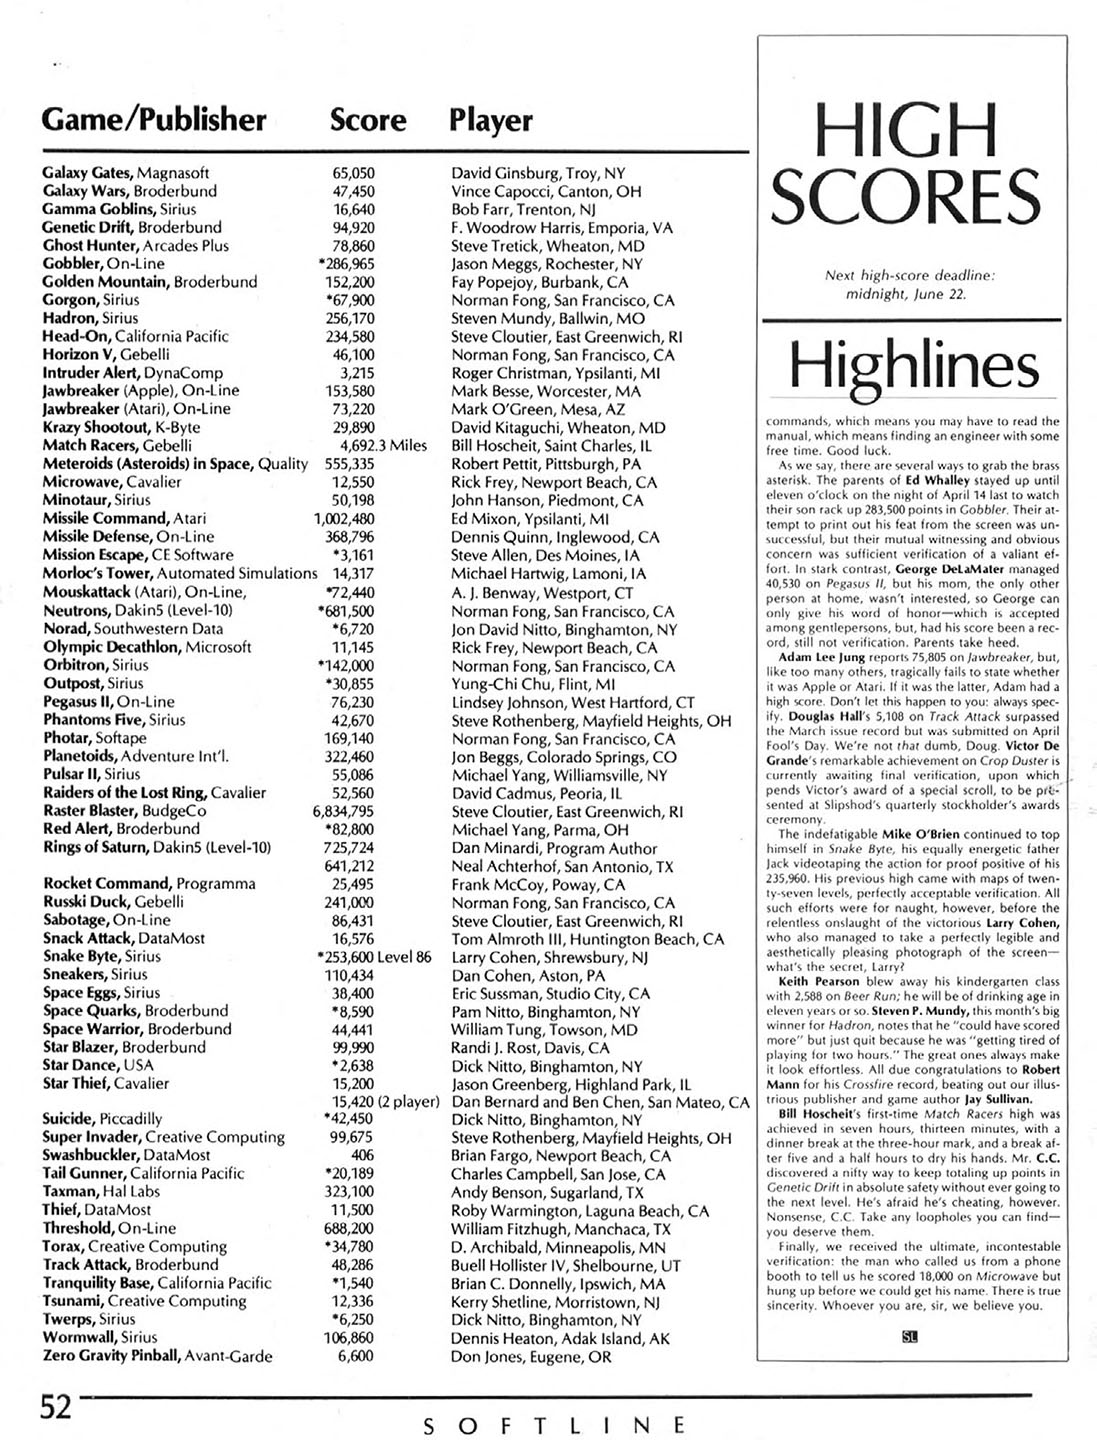 Game/Publisher Score Player
Galaxy Gates, Magnasoft 65,050 David Ginsburg, Troy, NY
Galaxy Wars, Broderbund 47,450 Vince Capocci, Canton, OH
Gamma Goblins, Sirius 16,640 Bob Farr, Trenton, NJ
Genetic Drift, Broderbund 94,920 F. Woodrow Harris, Emporia, VA
Ghost Hunter, Arcades Plus 78,860 Steve Tretick, Wheaton, MD
Gobbler, On-Line *286,965 Jason Meggs, Rochester, NY
Golden Mountain, Broderbund 152,200 Fay Popejoy, Burbank, CA
Gorgon, Sirius *67,900 Norman Fong, San Francisco, CA
Hadron, Sirius 256,170 Steven Mundy, Ballwin, MO
Head-On, California Pacific 234,580 Steve Cloutier, East Greenwich, RI
Horizon V, Gebelli 46,100 Norman Fong, San Francisco, CA
Intruder Alert, DynaComp 3,215 Roger Christman, Ypsilanti, MI
Jawbreaker (Apple), On-Line 153,580 Mark Besse, Worcester, MA
Jawbreaker (Atari), On-Line 73,220 Mark O'Green, Mesa, AZ
Krazy Shootout, K-Byte 29,890 David Kitaguchi, Wheaton, MD
Match Racers, Gebelli 4,692.3 Miles Bill Hoscheit, Saint Charles, IL
Meteroids (Asteroids) in Space, Quality 555,335 Robert Pettit, Pittsburgh, PA
Microwave, Cavalier 12,550 Rick Frey, Newport Beach, CA
Minotaur, Sirius 50,198 John Hanson, Piedmont, CA
Missile Command, Atari 1,002,480 Ed Mixon, Ypsilanti, MI
Missile Defense, On-Line 368,796 Dennis Quinn, Inglewood, CA
Mission Escape, CE Software *3,161 Steve Allen, Des Moines, IA
Morloc's Tower, Automated Simulations 14,317 Michael Hartwig, Lamoni, IA
Mouskattack (Atari), On-Line, *72,440 A. J. Benway, Westport, CT
Neutrons, Dakin5 (Level-10) *681,500 Norman Fong, San Francisco, CA
Norad, Southwestern Data *6,720 Jon David Nitto, Binghamton, NY
Olympic Decathlon, Microsoft 11,145 Rick Frey, Newport Beach, CA
Orbitron, Sirius *142,000 Norman Fong, San Francisco, CA
Outpost, Sirius *30,855 Yung-Chi Chu, Flint, MI
Pegasus II, On-Line 76,230 Lindsey Johnson, West Hartford, CT
Phantoms Five, Sirius 42,670 Steve Rothenberg, Mayfield Heights, OH
Photar, Softape 169,140 Norman Fong, San Francisco, CA
Planetoids, Adventure Int'l. 322,460 Jon Beggs, Colorado Springs, CO
Pulsar II, Sirius 55,086 Michael Yang, Williamsville, NY
Raiders of the Lost Ring, Cavalier 52,560 David Cadmus, Peoria, IL
Raster Blaster, BudgeCo 6,834,795 Steve Cloutier, East Greenwich, RI
Red Alert, Broderbund *82,800 Michael Yang, Parma, OH
Rings of Saturn, Dakin5 (Level-10) 725,724 Dan Minardi, Program Author
641,212 Neal Achterhof, San Antonio, TX
Rocket Command, Programma 25,495 Frank McCoy, Poway, CA
Russki Duck, Gebelli 241,000 Norman Fong, San Francisco, CA
Sabotage, On-Line 86,431 Steve Cloutier, East Greenwich, RI
Snack Attack, DataMost 16,576 Tom Almroth III, Huntington Beach, CA
Snake Byte, Sirius *253,600 Level 86 Larry Cohen, Shrewsbury, NJ
Sneakers, Sirius 110,434 Dan Cohen, Aston, PA
Space Eggs, Sirius 38,400 Eric Sussman, Studio City, CA
Space Quarks, Broderbund *8,590 Pam Nitto, Binghamton, NY
Space Warrior, Broderbund 44,441 William Tung, Towson, MD
Star Blazer, Broderbund 99,990 Randi J. Rost, Davis, CA
Star Dance, USA *2,638 Dick Nitto, Binghamton, NY
Star Thief, Cavalier 15,200 Jason Greenberg, Highland Park, IL
15,420 (2 player) Dan Bernard and Ben Chen, San Mateo, CA
Suicide, Piccadilly *42,450 Dick Nitto, Binghamton, NY
Super Invader, Creative Computing 99,675 Steve Rothenberg, Mayfield Heights, OH
Swashbuckler, DataMost 406 Brian Fargo, Newport Beach, CA
Tail Gunner, California Pacific *20,189 Charles Campbell, San Jose, CA
Taxman, Hal Labs 323,100 Andy Benson, Sugarland, TX
Thief, DataMost 11,500 Roby Warmington, Laguna Beach, CA
Threshold, On-Line 688,200 William Fitzhugh, Manchaca, TX
Torax, Creative Computing *34,780 D. Archibald, Minneapolis, MN
Track Attack, Broderbund 48,286 Buell Hollister IV, Shelbourne, UT
Tranquility Base, California Pacific *1,540 Brian C. Donnelly, Ipswich, MA
Tsunami, Creative Computing 12,336 Kerry Shetline, Morristown, NJ
Twerps, Sirius *6,250 Dick Nitto, Binghamton, NY
Wormwall, Sirius 106,860 Dennis Heaton, Adak Island, AK
Zero Gravity Pinball, Avant-Garde 6,600 Don Jones, Eugene, OR
HIGH
SCORES
Next high-score deadline:
midnight, June 22.
Highlines
commands, which means you may have to read the
manual, which means finding an engineer with some
free time. Good luck.
As we say, there are several ways to grab the brass
asterisk. The parents of Ed Whalley stayed up until
eleven o'clock on the night of April 14 last to watch
their son rack up 283,500 points in Gobbler. Their at-
tempt to print out his feat from the screen was un-
successful, but their mutual witnessing and obvious
concern was sufficient verification of a valiant ef-
fort. In stark contrast, George DeLaMater managed
40,530 on Pegasus II, but his mom, the only other
person at home, wasn't interested, so George can
only give his word of honor—which is accepted
among gentlepersons, but, had his score been a rec-
ord, still not verification. Parents take heed.
Adam Lee Jung reports 75,805 on Jawbreaker, but,
like too many others, tragically fails to state whether
it was Apple or Atari. If it was the latter, Adam had a
high score. Don't let this happen to you: always spec-
ify. Douglas Hall's 5,108 on Track Attack surpassed
the March issue record but was submitted on April
Fool's Day. We're not that dumb, Doug. Victor De
Grande's remarkable achievement on Crop Duster is
currently awaiting final verification, upon which
pends Victor's award of a special scroll, to be pre-
sented at Slipshod's quarterly stockholder's awards
ceremony.
The indefatigable Mike O'Brien continued to top
himself in Snake Byte, his equally energetic father
Jack videotaping the action for proof positive of his
235,960. His previous high came with maps of twen-
ty-seven levels, perfectly acceptable verification. All
such efforts were for naught, however, before the
relentless onslaught of the victorious Larry Cohen,
who also managed to take a perfectly legible and
aesthetically pleasing photograph of the screen—
what's the secret, Larry?
Keith Pearson blew away his kindergarten class
with 2,588 on Beer Run; he will be of drinking age in
eleven years or so. Steven P. Mundy, this month's big
winner for Hadron, notes that he "could have scored
more" but just quit because he was "getting tired of
playing for two hours." The great ones always make
it look effortless. All due congratulations to Robert
Mann for his Crossfire record, beating out our illus-
trious publisher and game author Jay Sullivan.
Bill Hoscheit's first-time Match Racers high was
achieved in seven hours, thirteen minutes, with a
dinner break at the three-hour mark, and a break af-
ter five and a half hours to dry his hands. Mr. C.C.
discovered a nifty way to keep totaling up points in
Genetic Drift in absolute safety without ever going to
the next level. He's afraid he's cheating, however.
Nonsense, C.C. Take any loopholes you can find—
you deserve them.
Finally, we received the ultimate, incontestable
verification: the man who called us from a phone
booth to tell us he scored 18,000 on Microwave but
hung up before we could get his name. There is true
sincerity. Whoever you are, sir, we believe you.
SL
52
SOFTLINE